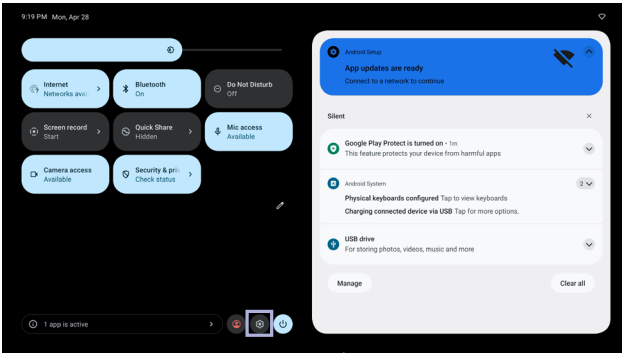 9:19 PM Mon, Apr 28
Internet
Networks avai
Bluetooth
On
Do Not Disturb
Off
Screen record
Start
Quick Share
Hidden
Mic access
Available
Camera access
Available
Security & priv
Check status
1 app is active
Android Setup
App updates are ready
Connect to a network to continue
Silent
Google Play Protect is turned on • 1m
This feature protects your device from harmful apps
Android System
2
Physical keyboards configured Tap to view keyboards
Charging connected device via USB Tap for more options.
USB drive
For storing photos, videos, music and more
Manage
Clear all